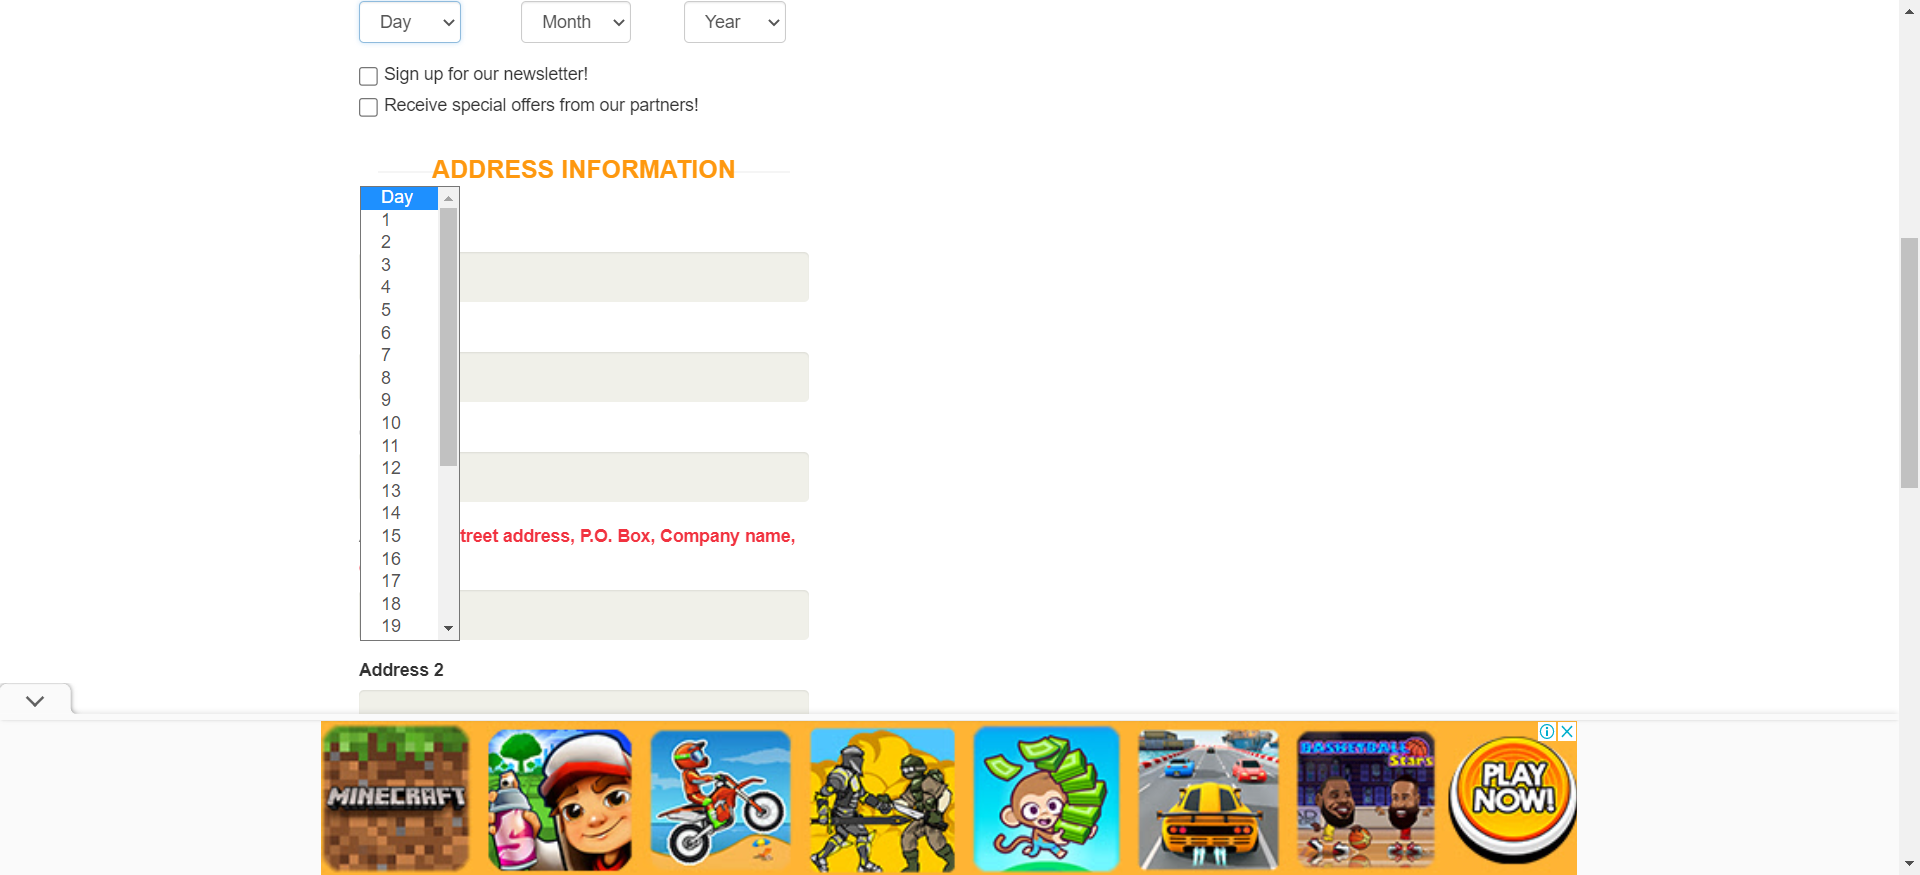 Day
Month
Year
Sign up for our newsletter!
Receive special offers from our partners!
ADDRESS INFORMATION
Day
1
2
3
4
5
6
7
8
9
10
11
12
13
14
15
treet address, P.O. Box, Company name,
16
17
18
19
Address 2
MINECRAFT
BASKETBALL
Stars
PLAY
NOW!